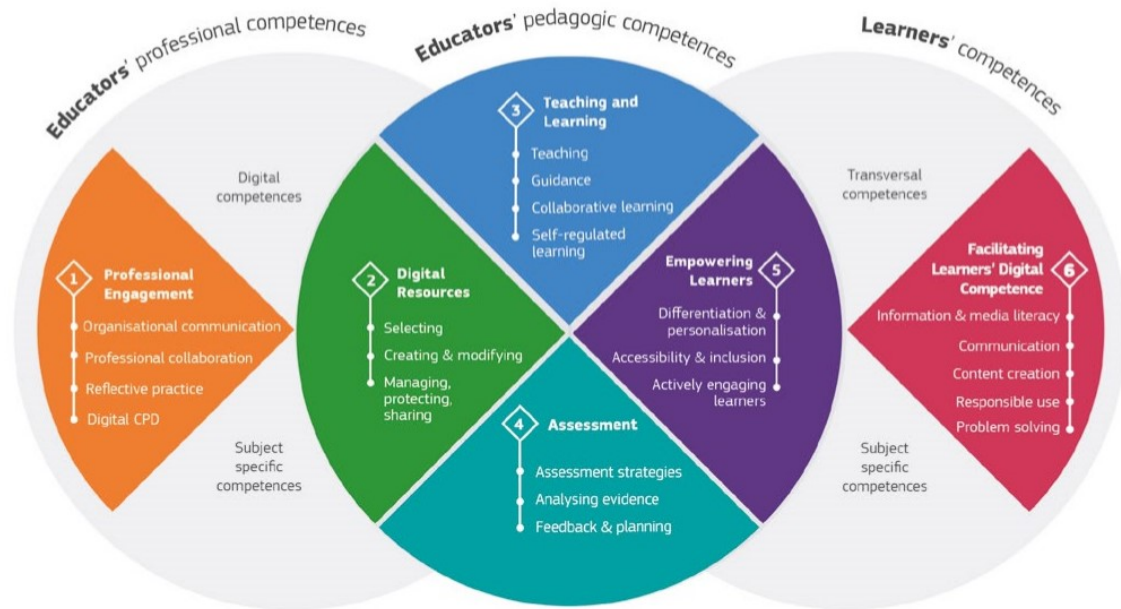 Educators' professional competences
Educators' pedagogic competences
Learners' competences
Digital
competences
Subject
specific
competences
1
Professional
Engagement
Organisational communication
Professional collaboration
Reflective practice
Digital CPD
2
Digital
Resources
Selecting
Creating & modifying
Managing,
protecting,
sharing
3
Teaching and
Learning
Teaching
Guidance
Collaborative learning
Self-regulated
learning
4
Assessment
Assessment strategies
Analysing evidence
Feedback & planning
5
Empowering
Learners
Differentiation &
personalisation
Accessibility & inclusion
Actively engaging
learners
Transversal
competences
Subject
specific
competences
6
Facilitating
Learners' Digital
Competence
Information & media literacy
Communication
Content creation
Responsible use
Problem solving